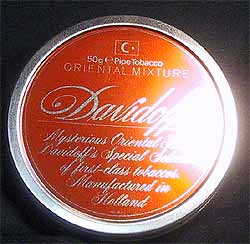 50g ℮ Pipe Tobacco
ORIENTAL MIXTURE
Davidoff
Mysterious Oriental
Davidoff's Special
of first-class tobaccos.
Manufactured in
Holland